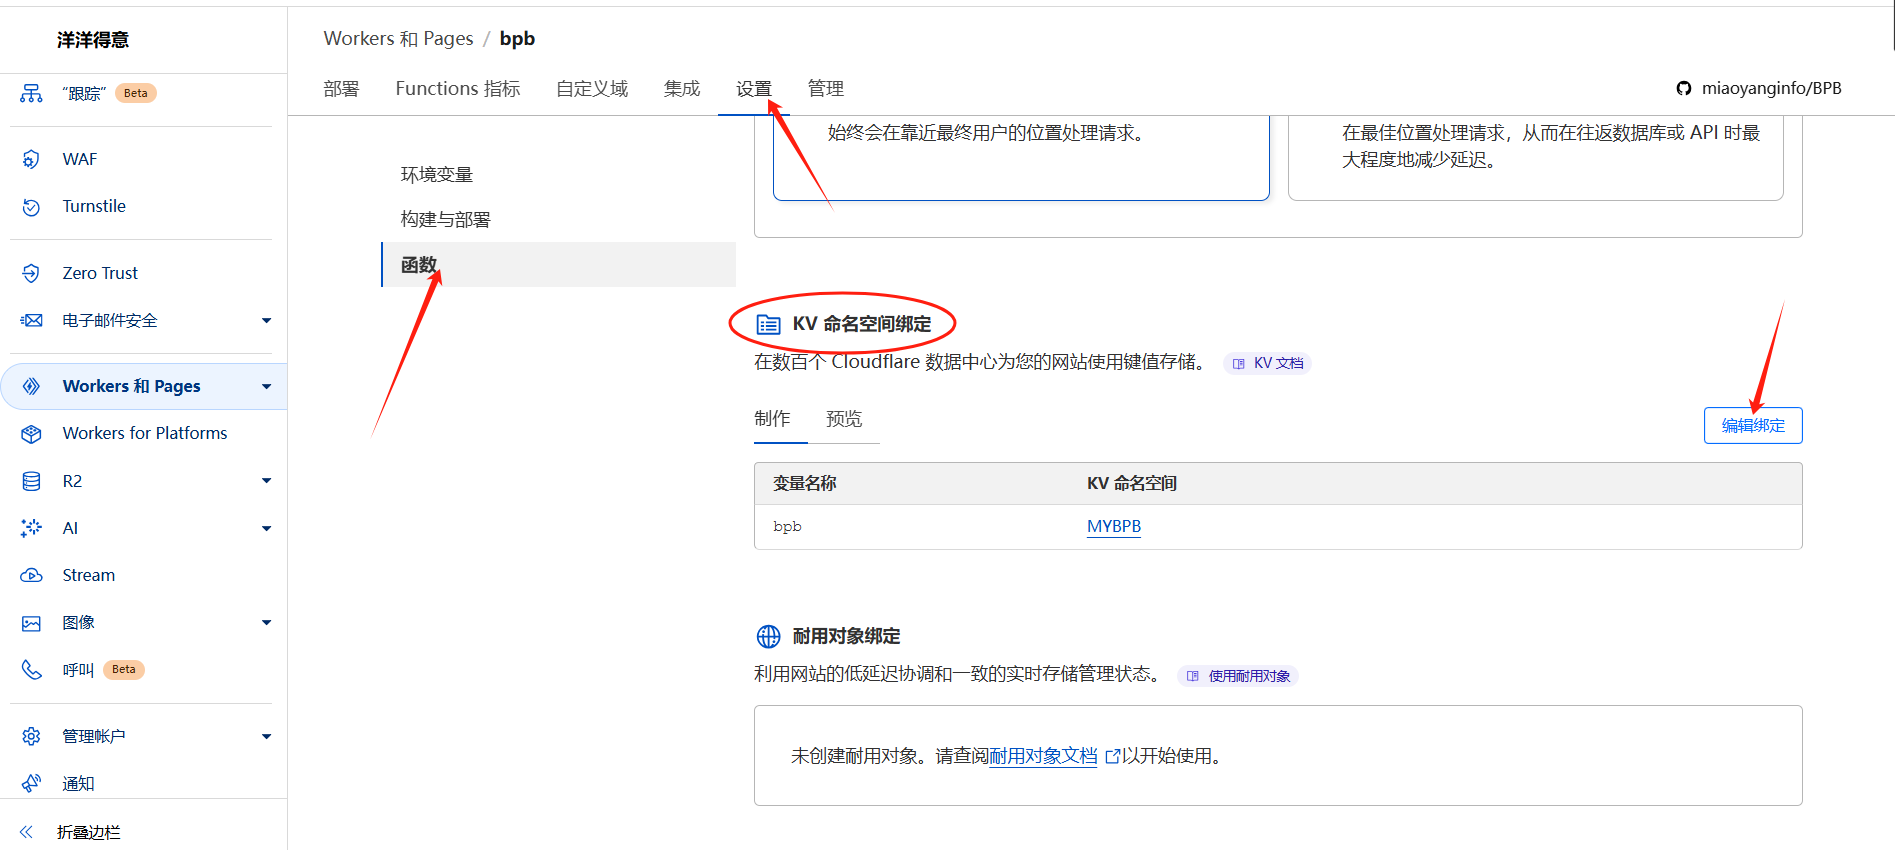 洋洋得意
“跟踪” Beta
WAF
Turnstile
Zero Trust
电子邮件安全
Workers 和 Pages
Workers for Platforms
R2
AI
Stream
图像
呼叫 Beta
管理帐户
通知
折叠边栏
Workers 和 Pages / bpb
部署 Functions 指标 自定义域 集成 设置 管理
miaoyanginfo/BPB
环境变量
构建与部署
函数
始终会在靠近最终用户的位置处理请求。
在最佳位置处理请求，从而在往返数据库或 API 时最
大程度地减少延迟。
KV 命名空间绑定
在数百个 Cloudflare 数据中心为您的网站使用键值存储。 KV 文档
制作 预览
编辑绑定
变量名称 KV 命名空间
bpb MYBPB
耐用对象绑定
利用网站的低延迟协调和一致的实时存储管理状态。 使用耐用对象
未创建耐用对象。请查阅耐用对象文档以开始使用。